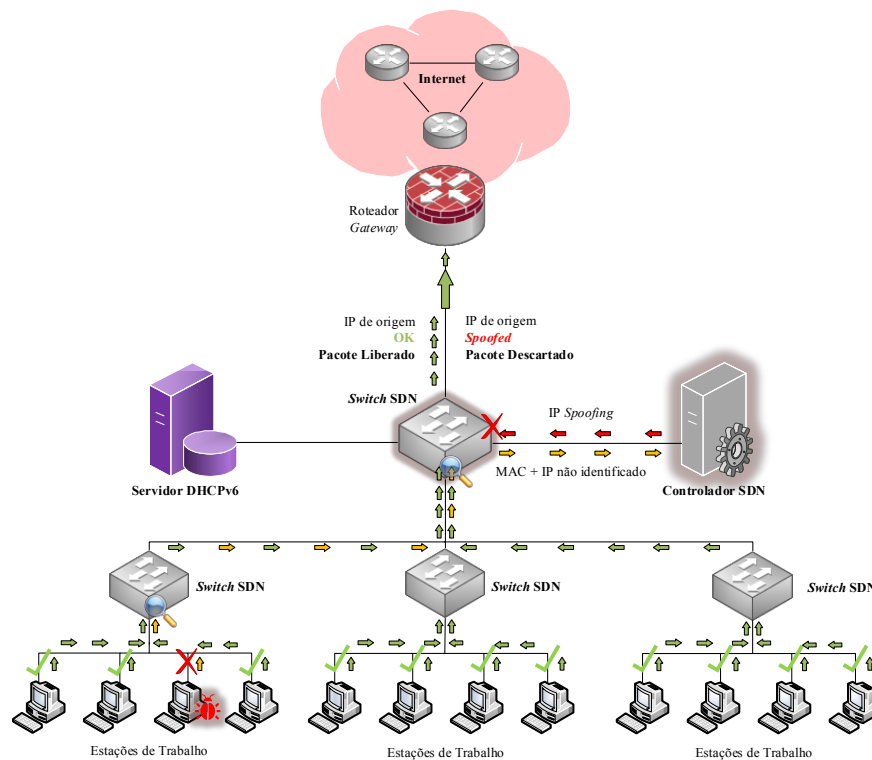 Internet
Roteador
Gateway
IP de origem
OK
Pacote Liberado
IP de origem
Spoofed
Pacote Descartado
Switch SDN
IP Spoofing
MAC + IP não identificado
Servidor DHCPv6
Controlador SDN
Switch SDN
Switch SDN
Switch SDN
Estações de Trabalho
Estações de Trabalho
Estações de Trabalho